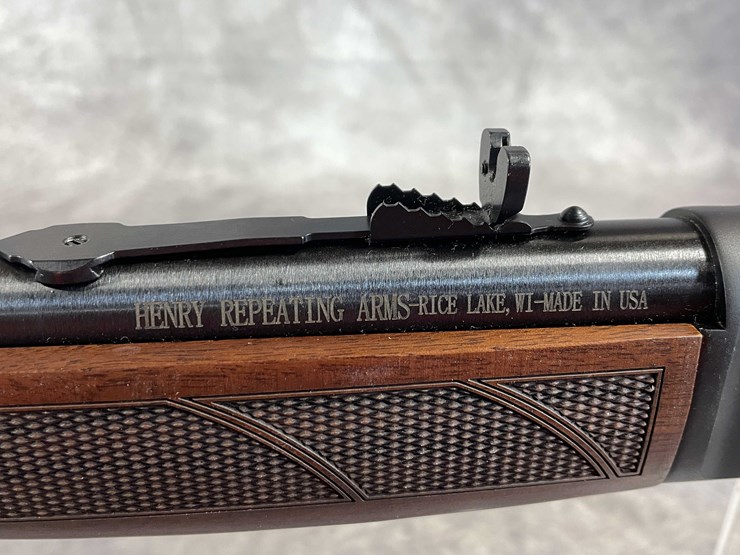 HENRY REPEATING ARMS-RICE LAKE, WI-MADE IN USA